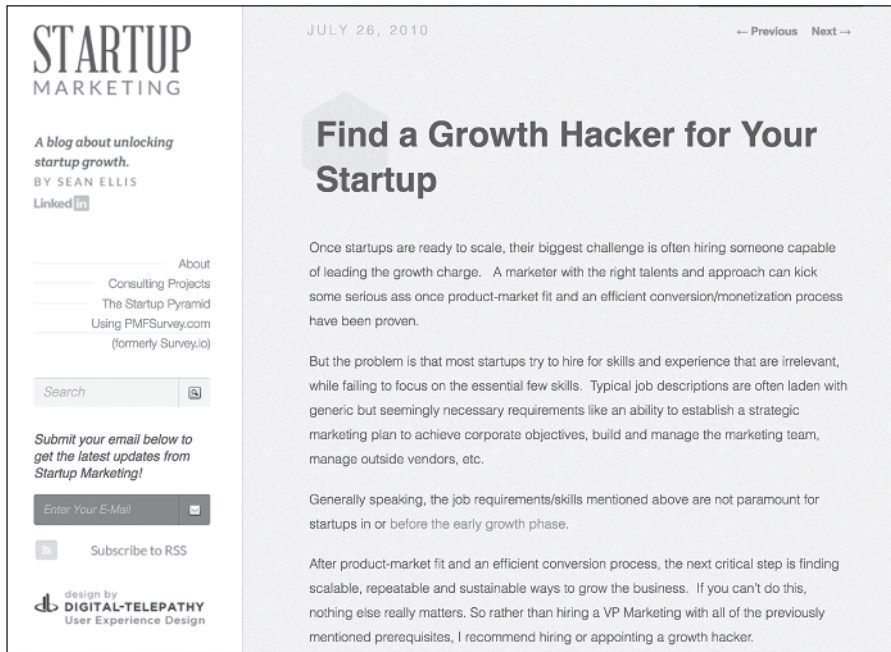 STARTUP
MARKETING
A blog about unlocking
startup growth.
BY SEAN ELLIS
Linked in
About
Consulting Projects
The Startup Pyramid
Using PMFSurvey.com
(formerly Survey.io)
Search
Submit your email below to
get the latest updates from
Startup Marketing!
Enter Your E-Mail
Subscribe to RSS
design by
DIGITAL-TELEPATHY
User Experience Design
JULY 26, 2010
← Previous Next →
Find a Growth Hacker for Your
Startup
Once startups are ready to scale, their biggest challenge is often hiring someone capable
of leading the growth charge. A marketer with the right talents and approach can kick
some serious ass once product-market fit and an efficient conversion/monetization process
have been proven.
But the problem is that most startups try to hire for skills and experience that are irrelevant,
while failing to focus on the essential few skills. Typical job descriptions are often laden with
generic but seemingly necessary requirements like an ability to establish a strategic
marketing plan to achieve corporate objectives, build and manage the marketing team,
manage outside vendors, etc.
Generally speaking, the job requirements/skills mentioned above are not paramount for
startups in or before the early growth phase.
After product-market fit and an efficient conversion process, the next critical step is finding
scalable, repeatable and sustainable ways to grow the business. If you can't do this,
nothing else really matters. So rather than hiring a VP Marketing with all of the previously
mentioned prerequisites, I recommend hiring or appointing a growth hacker.